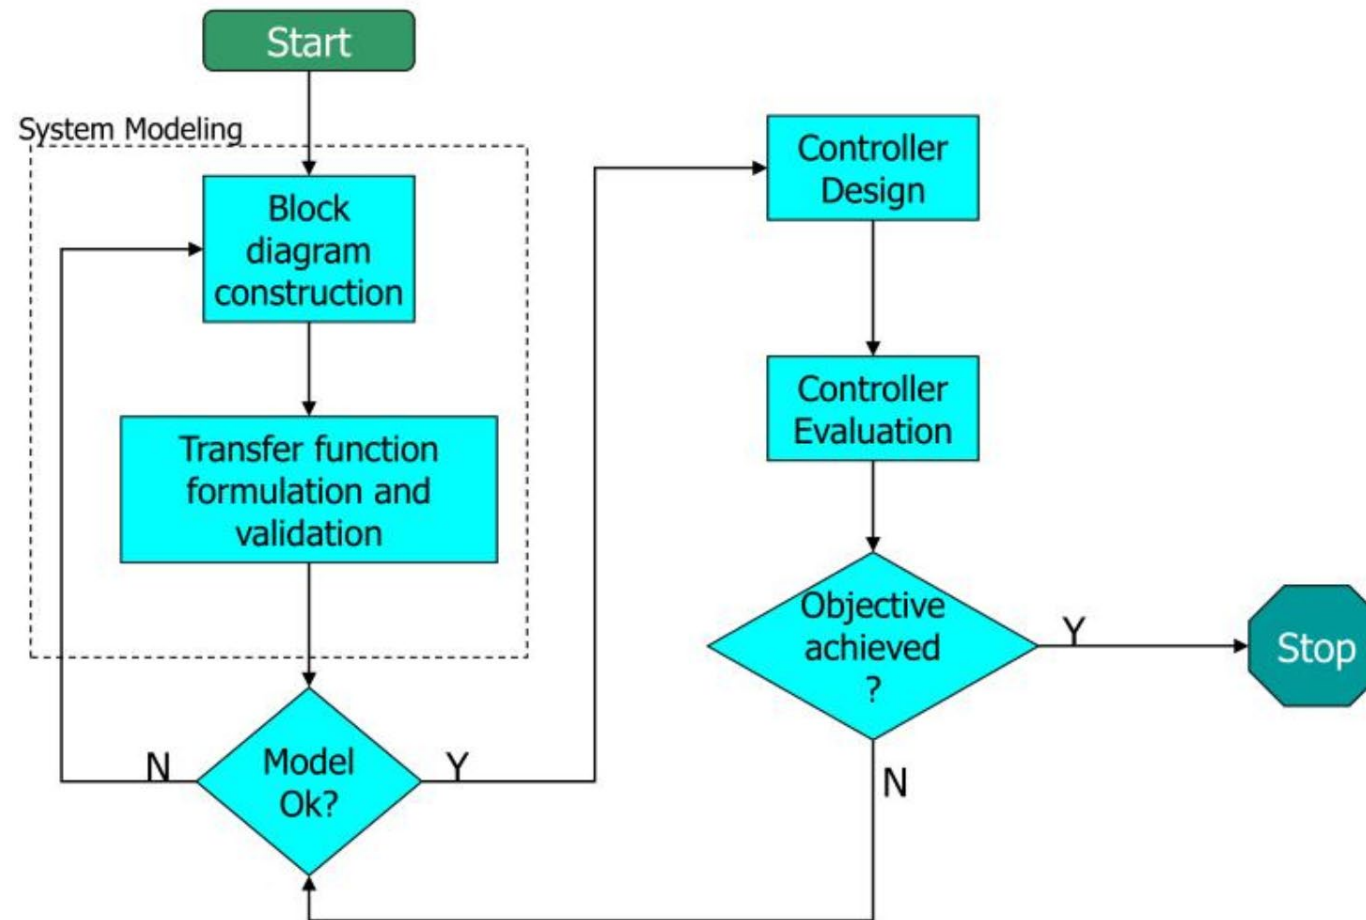 Start
System Modeling
Block
diagram
construction
Transfer function
formulation and
validation
Model
Ok?
N
Y
Controller
Design
Controller
Evaluation
Objective
achieved
?
Y
N
Stop